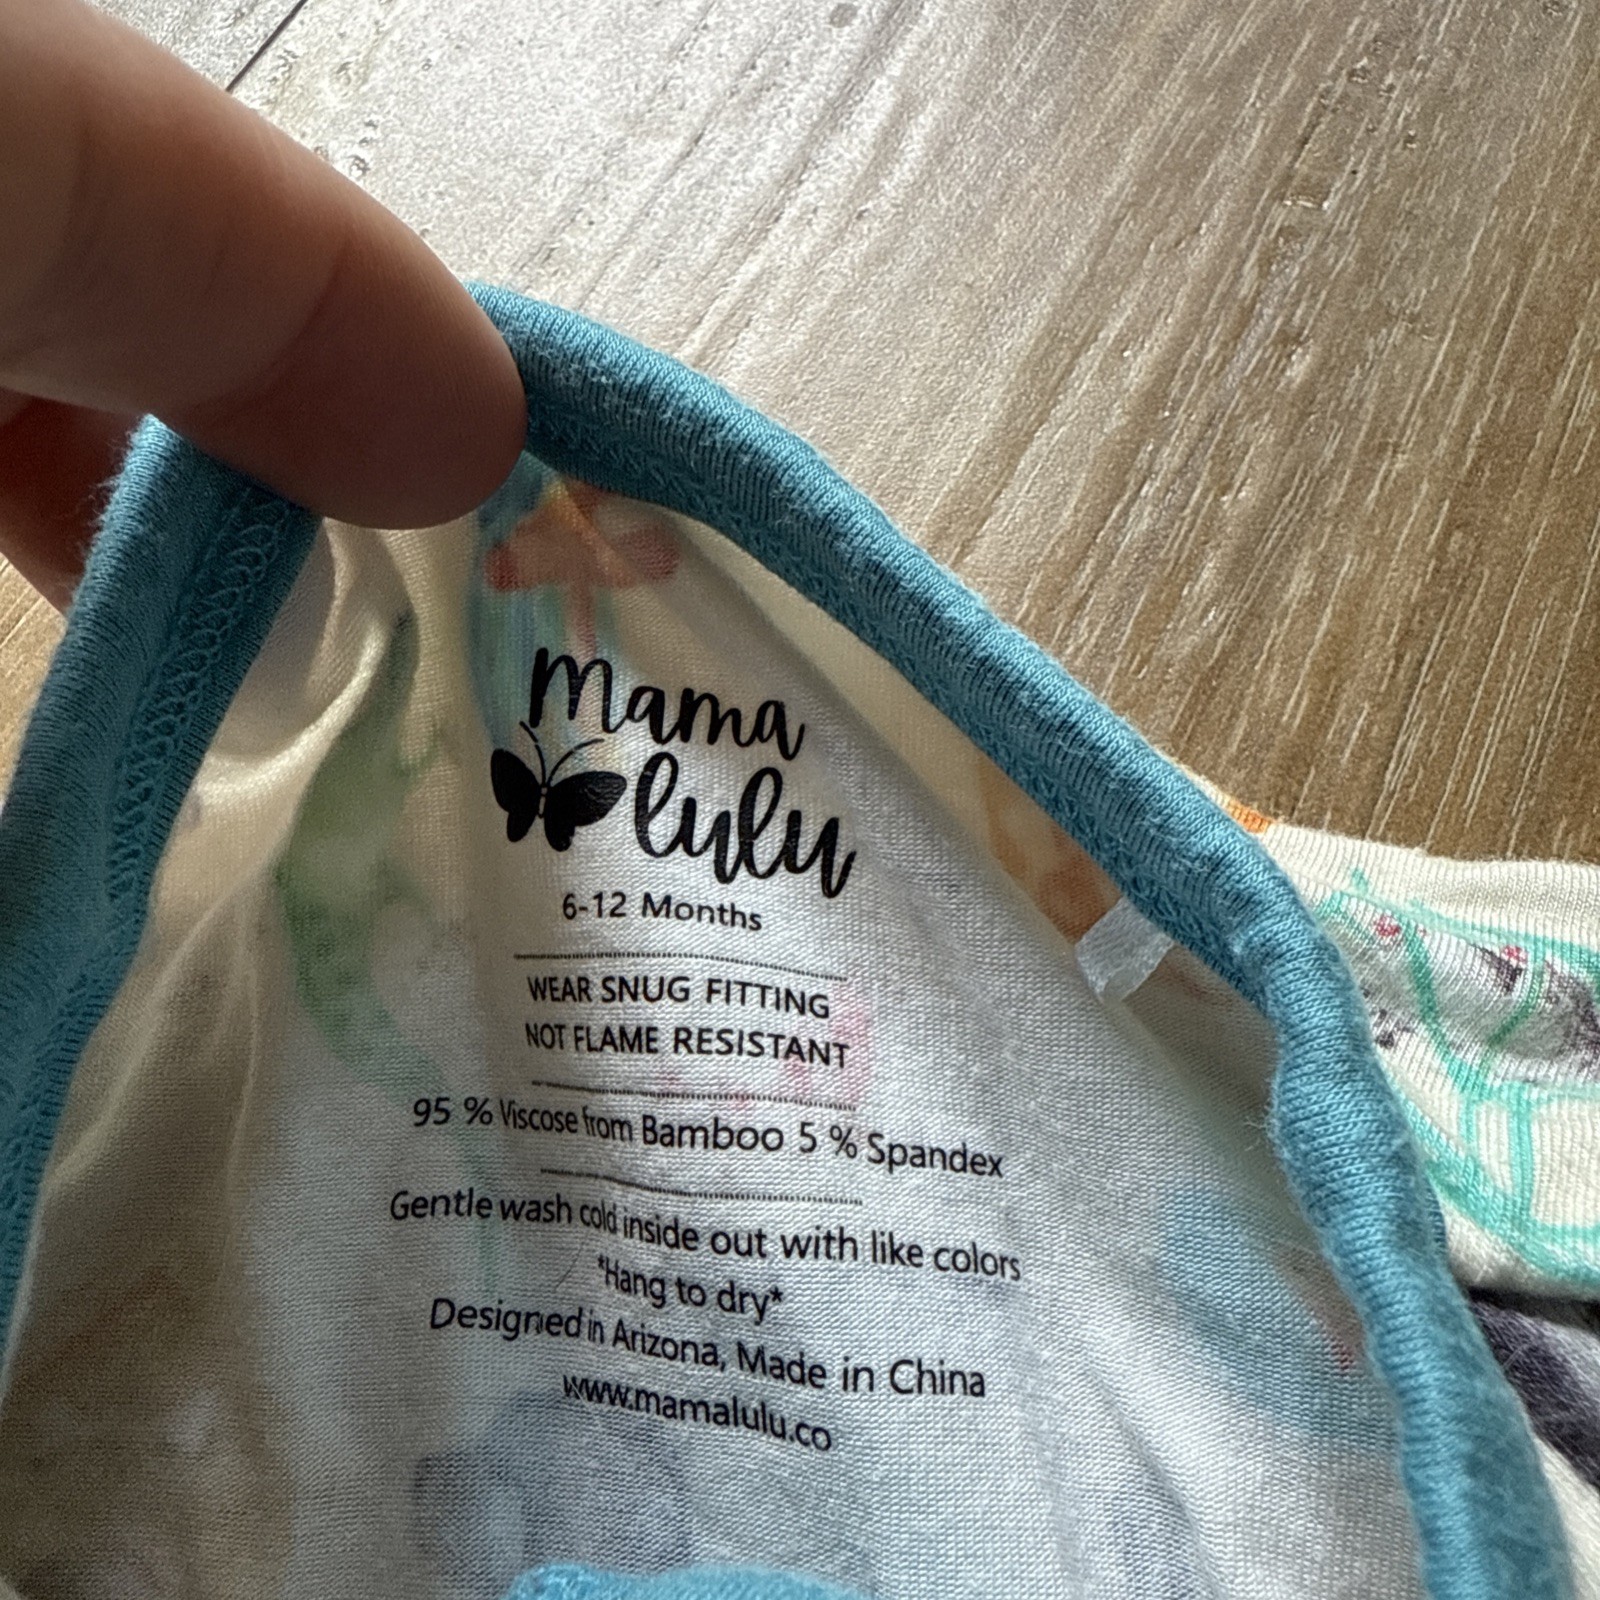 mama
lulu
6-12 Months
WEAR SNUG FITTING
NOT FLAME RESISTANT
95 % Viscose from Bamboo 5 % Spandex
Gentle wash cold inside out with like colors
*Hang to dry*
Designed in Arizona, Made in China
www.mamalulu.co